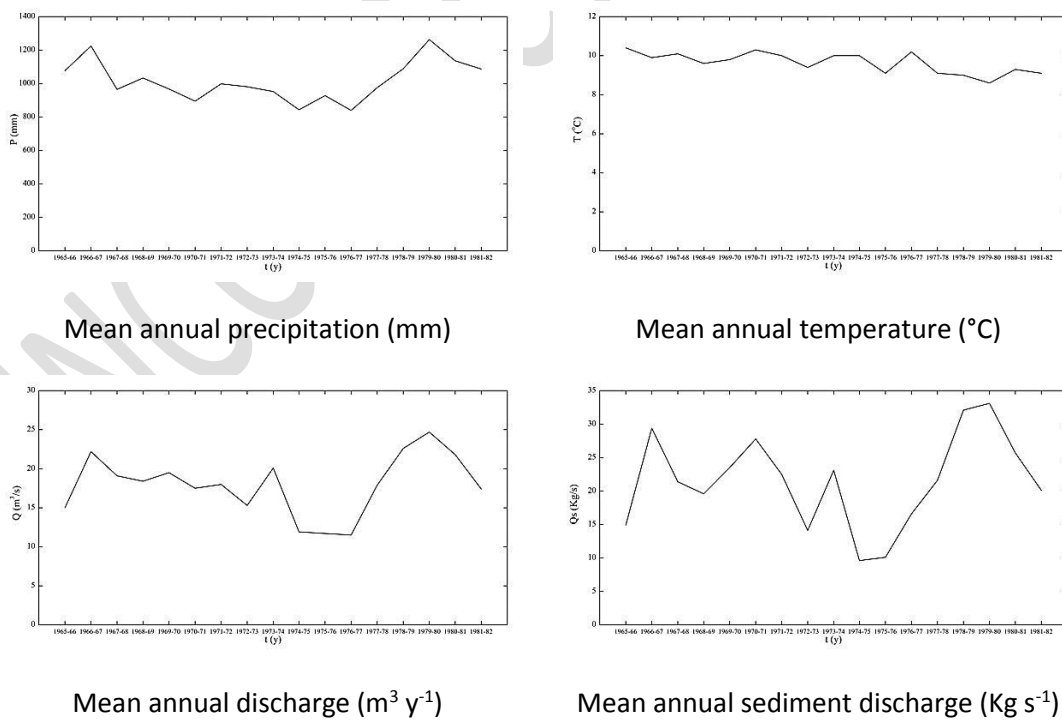 1400
1200
1000
800
600
400
200
0
P (mm)
1965-66 1966-67 1967-68 1968-69 1969-70 1970-71 1971-72 1972-73 1973-74 1974-75 1975-76 1976-77 1977-78 1978-79 1979-80 1980-81 1981-82
t (y)
Mean annual precipitation (mm)
12
10
8
6
4
2
0
T (°C)
1965-66 1966-67 1967-68 1968-69 1969-70 1970-71 1971-72 1972-73 1973-74 1974-75 1975-76 1976-77 1977-78 1978-79 1979-80 1980-81 1981-82
t (y)
Mean annual temperature (°C)
30
25
20
15
10
5
0
Q (m³/s)
1965-66 1966-67 1967-68 1968-69 1969-70 1970-71 1971-72 1972-73 1973-74 1974-75 1975-76 1976-77 1977-78 1978-79 1979-80 1980-81 1981-82
t (y)
Mean annual discharge (m³ y⁻¹)
35
30
25
20
15
10
5
0
Qs (Kg/s)
1965-66 1966-67 1967-68 1968-69 1969-70 1970-71 1971-72 1972-73 1973-74 1974-75 1975-76 1976-77 1977-78 1978-79 1979-80 1980-81 1981-82
t (y)
Mean annual sediment discharge (Kg s⁻¹)